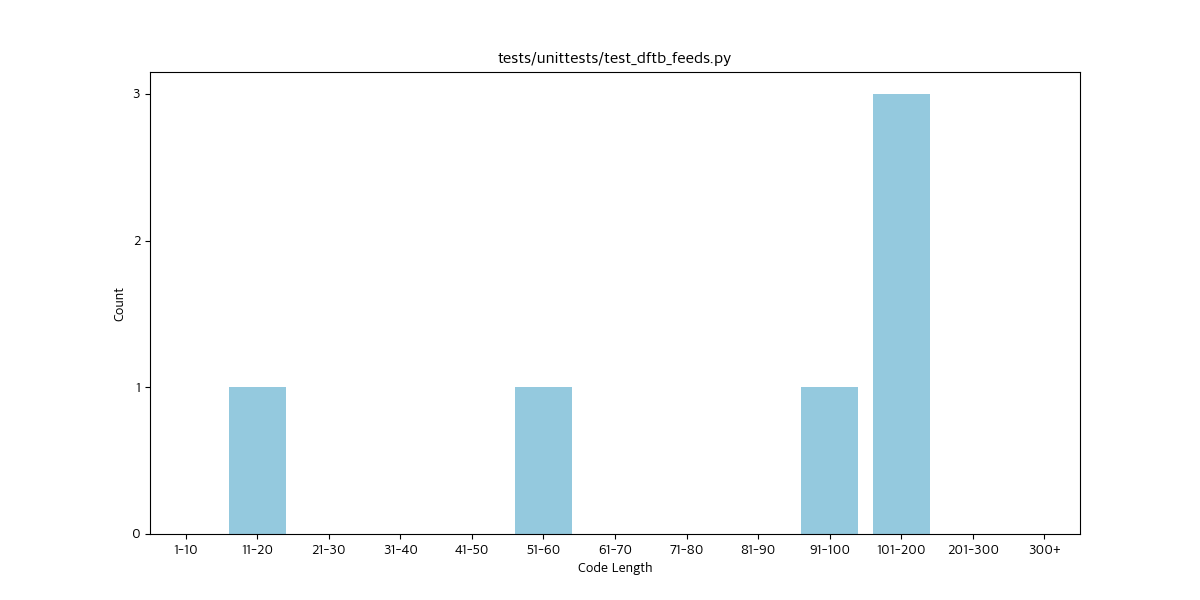 tests/unittests/test_dftb_feeds.py
3
2
1
0
Count
1-10 11-20 21-30 31-40 41-50 51-60 61-70 71-80 81-90 91-100 101-200 201-300 300+
Code Length